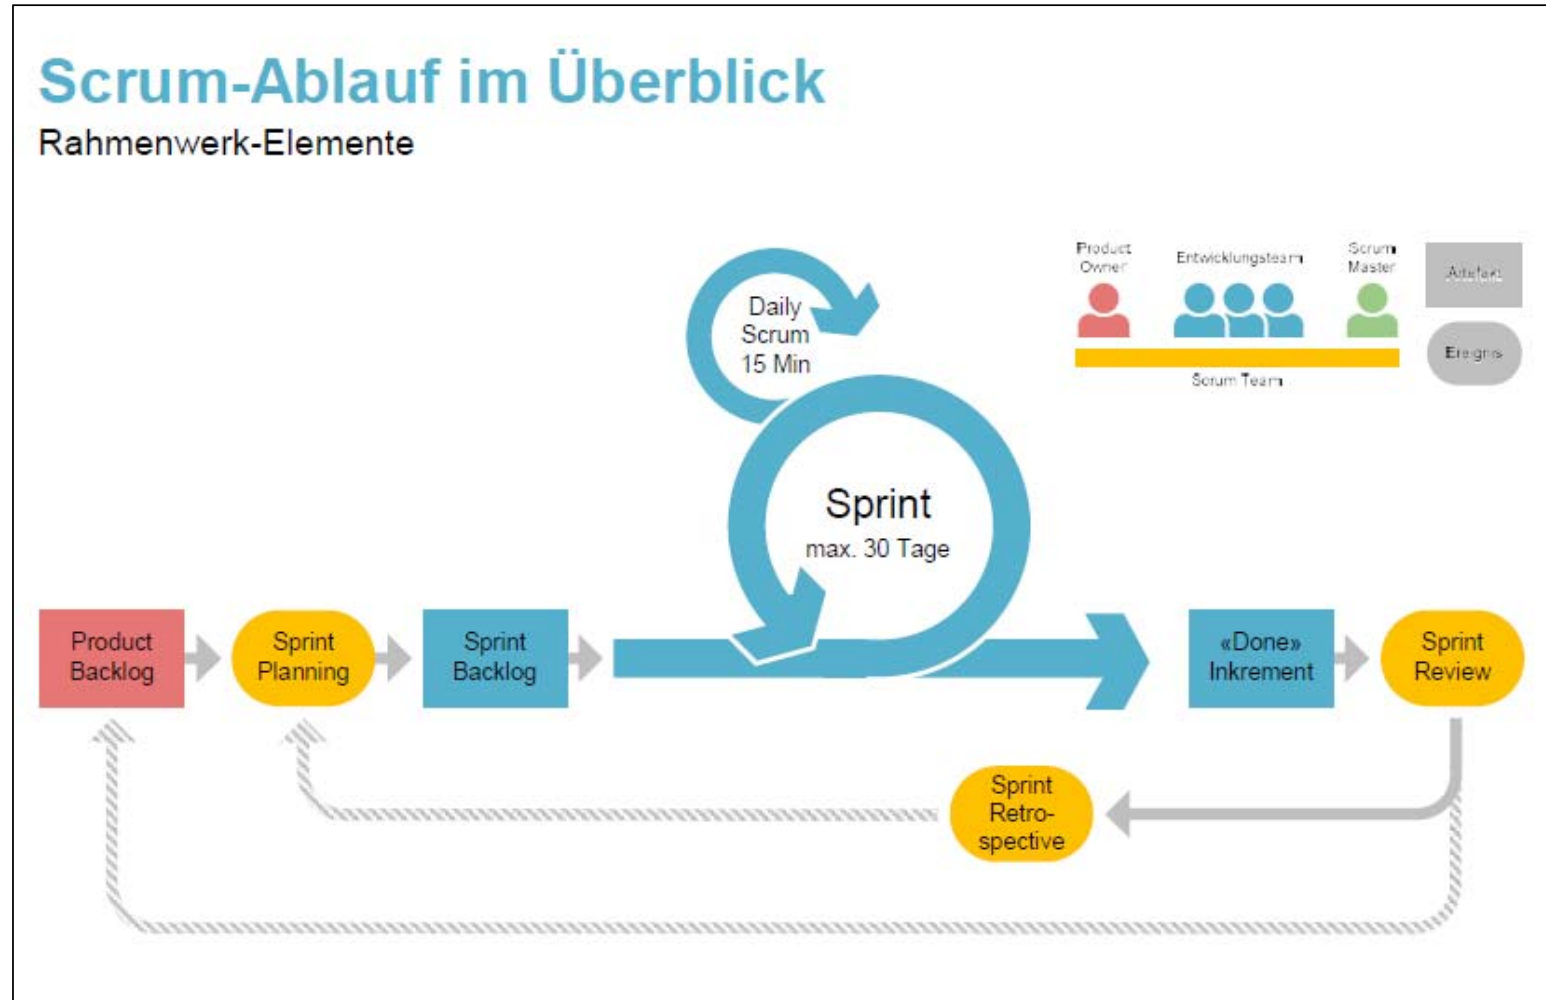 Scrum-Ablauf im Überblick
Rahmenwerk-Elemente
Product
Owner
Entwicklungsteam
Scrum
Master
Artefakt
Ereignis
Scrum Team
Daily
Scrum
15 Min
Sprint
max. 30 Tage
Product
Backlog
Sprint
Planning
Sprint
Backlog
«Done»
Inkrement
Sprint
Review
Sprint
Retro-
spective